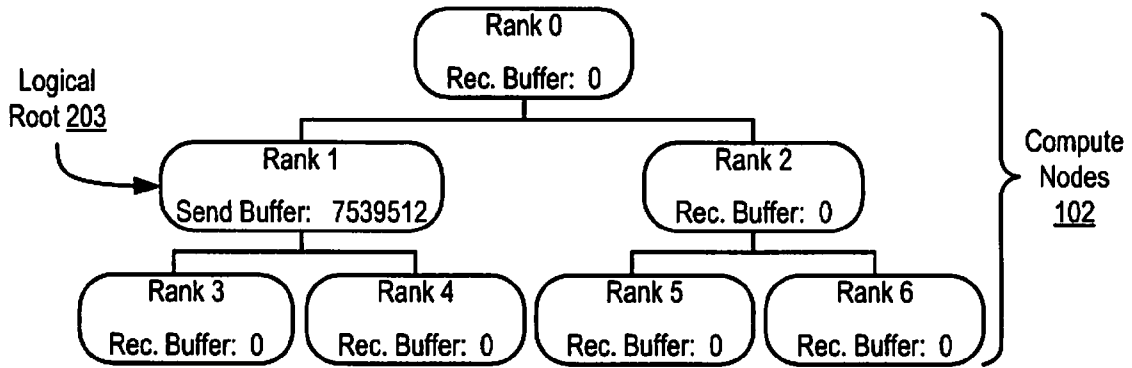 Rank 0
Rec. Buffer: 0
Logical
Root 203
Rank 1
Send Buffer: 7539512
Rank 2
Rec. Buffer: 0
Compute
Nodes
102
Rank 3
Rec. Buffer: 0
Rank 4
Rec. Buffer: 0
Rank 5
Rec. Buffer: 0
Rank 6
Rec. Buffer: 0